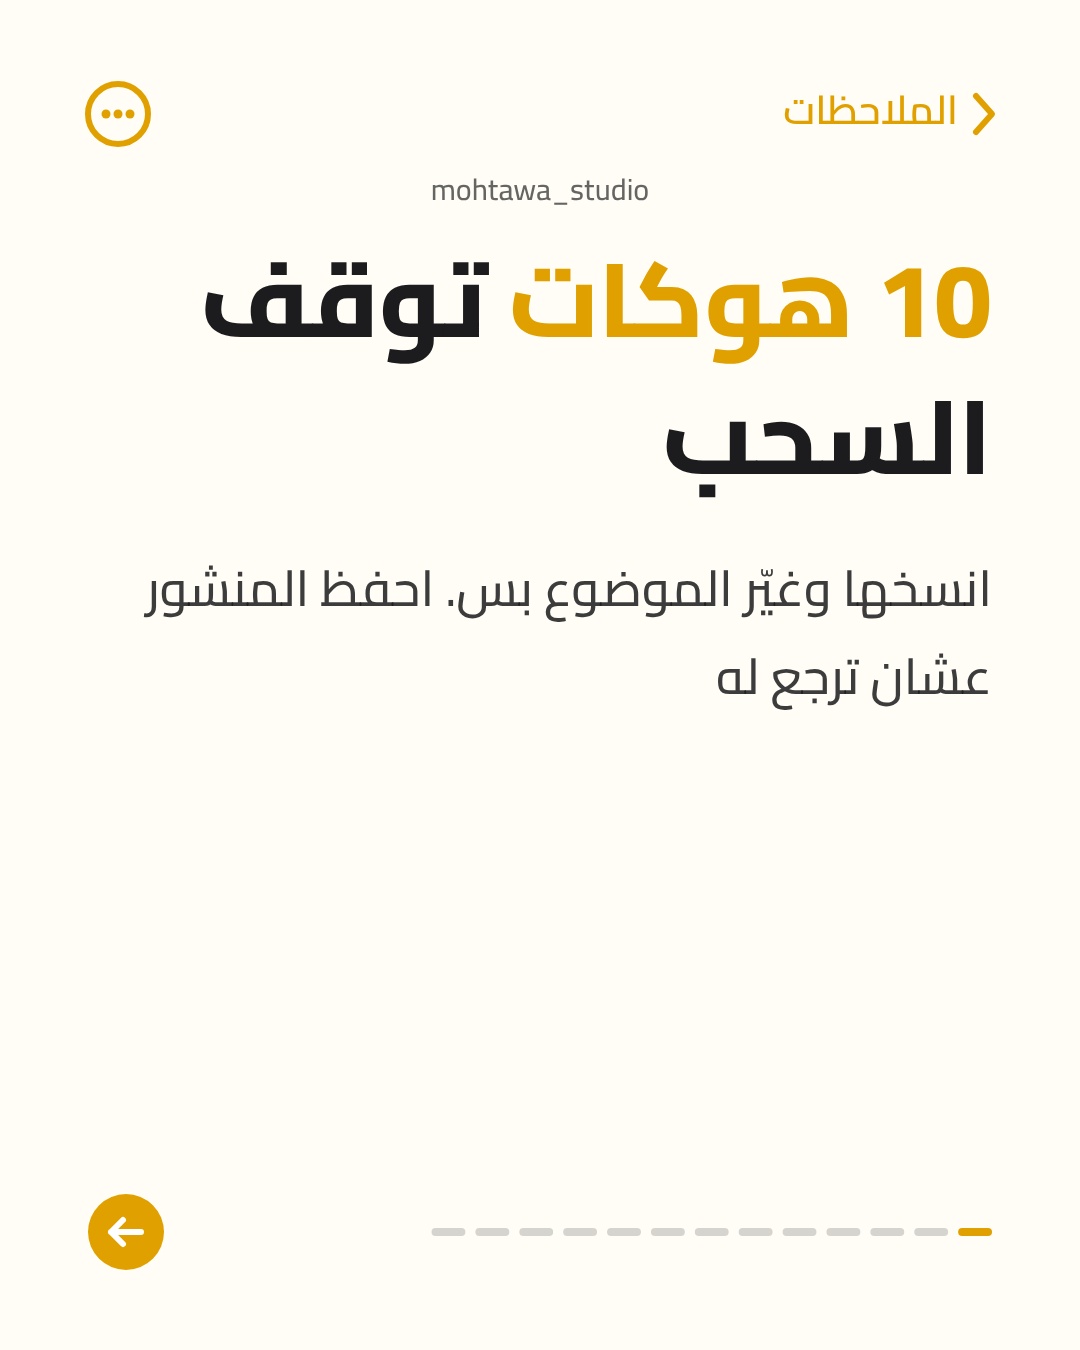 الملاحظات
mohtawa_studio
10 هوكات توقف
السحب
انسخها وغيّر الموضوع بس. احفظ المنشور
عشان ترجع له